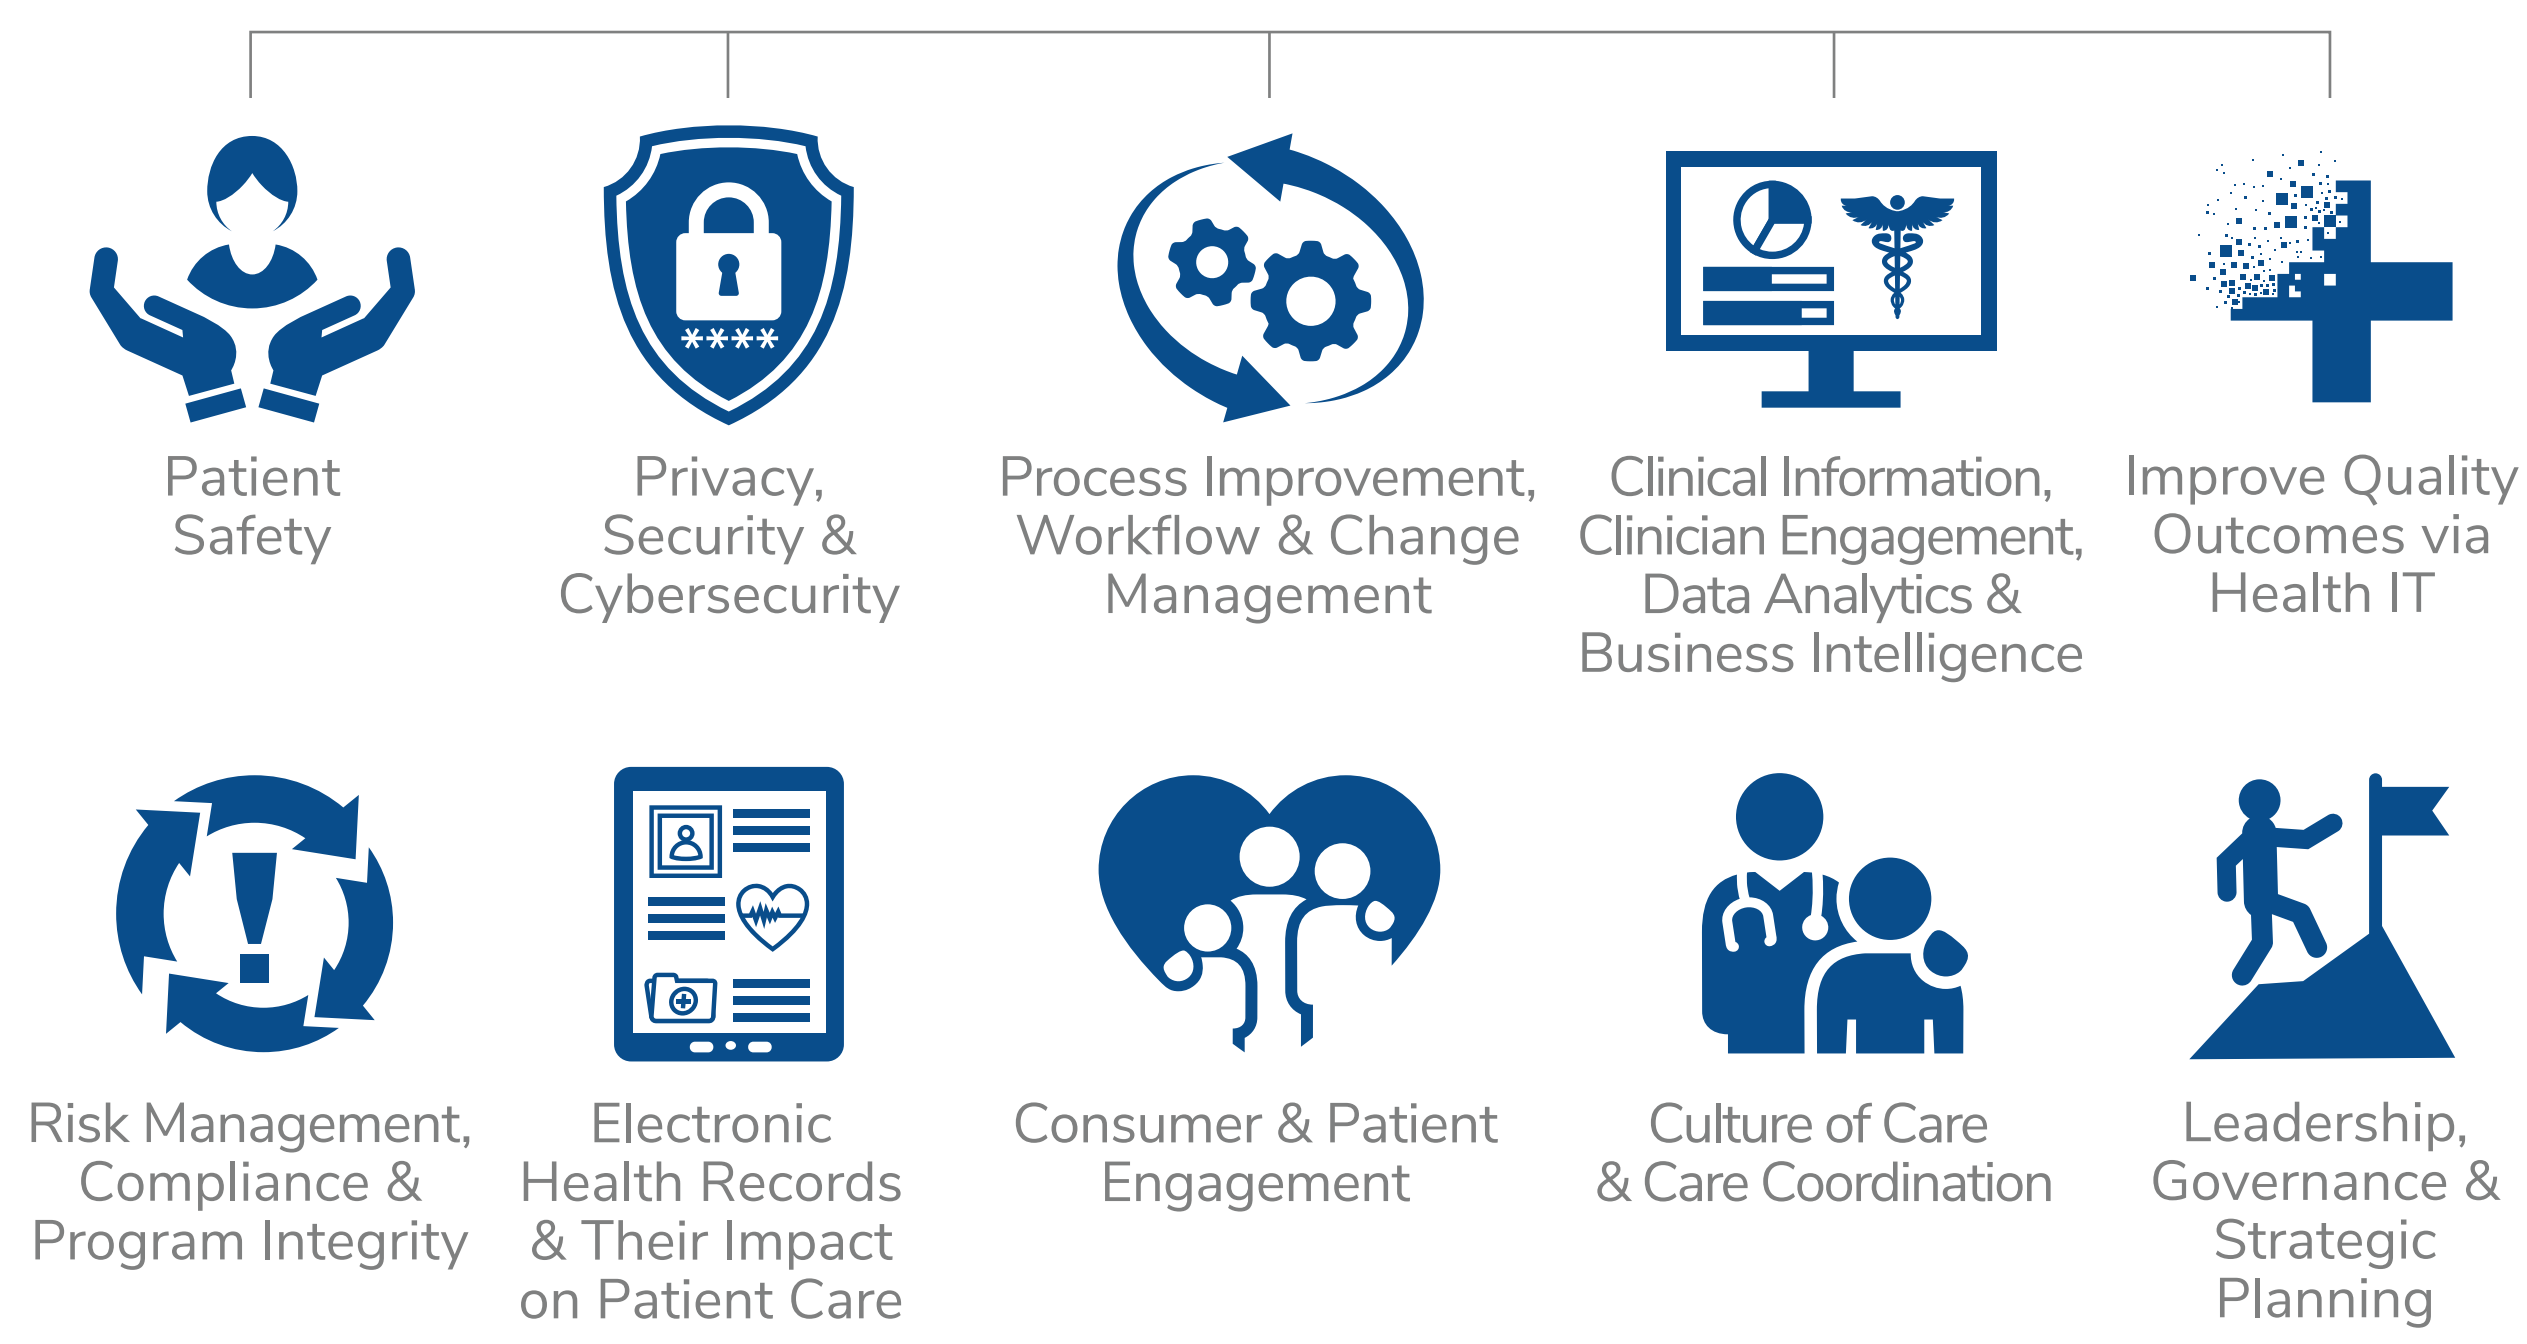 ****
Patient
Safety
Privacy,
Security &
Cybersecurity
Process Improvement,
Workflow & Change
Management
Clinical Information,
Clinician Engagement,
Data Analytics &
Business Intelligence
Improve Quality
Outcomes via
Health IT
!
Risk Management,
Compliance &
Program Integrity
Electronic
Health Records
& Their Impact
on Patient Care
Consumer & Patient
Engagement
Culture of Care
& Care Coordination
Leadership,
Governance &
Strategic
Planning